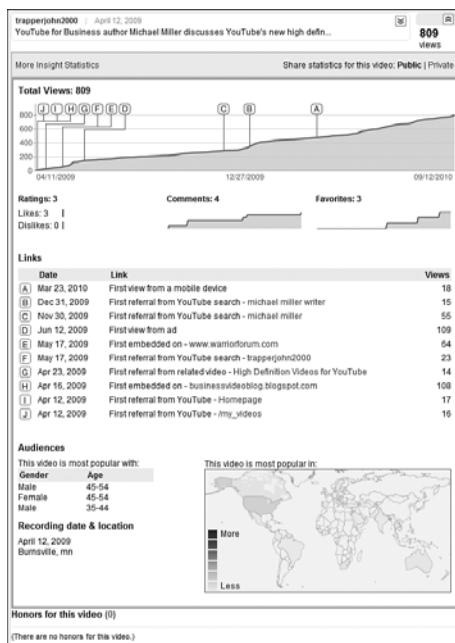 trapperjohn2000 | April 12, 2009
YouTube for Business author Michael Miller discusses YouTube's new high defin...
809
views
More Insight Statistics
Share statistics for this video: Public | Private
Total Views: 809
J I H G F E D C B A
800
600
400
200
0
04/11/2009 12/27/2009 09/12/2010
Ratings: 3 Comments: 4 Favorites: 3
Likes: 3
Dislikes: 0
Links
Date Link Views
A Mar 23, 2010 First view from a mobile device 18
B Dec 31, 2009 First referral from YouTube search - michael miller writer 15
C Nov 30, 2009 First referral from YouTube search - michael miller 55
D Jun 12, 2009 First view from ad 109
E May 17, 2009 First embedded on - www.warriorforum.com 64
F May 17, 2009 First referral from YouTube search - trapperjohn2000 23
G Apr 23, 2009 First referral from related video - High Definition Videos for YouTube 14
H Apr 16, 2009 First embedded on - businessvideoblog.blogspot.com 108
I Apr 12, 2009 First referral from YouTube - Homepage 17
J Apr 12, 2009 First referral from YouTube - /my_videos 16
Audiences
This video is most popular with:
Gender Age
Male 45-54
Female 45-54
Male 35-44
Recording date & location
April 12, 2009
Burnsville, mn
This video is most popular in:
More
Less
Honors for this video (0)
(There are no honors for this video.)